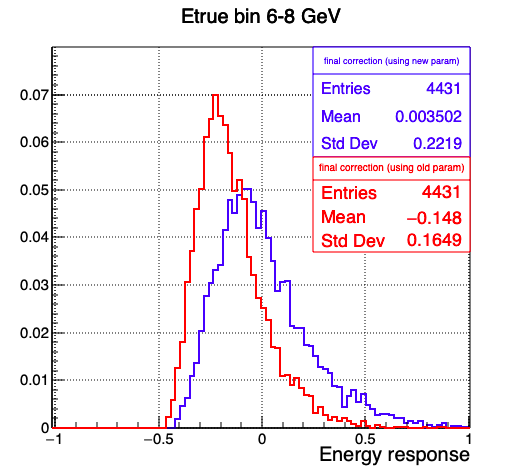 Etrue bin 6-8 GeV
final correction (using new param)
Entries 4431
Mean 0.003502
Std Dev 0.2219
final correction (using old param)
Entries 4431
Mean −0.148
Std Dev 0.1649
0.07
0.06
0.05
0.04
0.03
0.02
0.01
0
−1 −0.5 0 0.5 1
Energy response